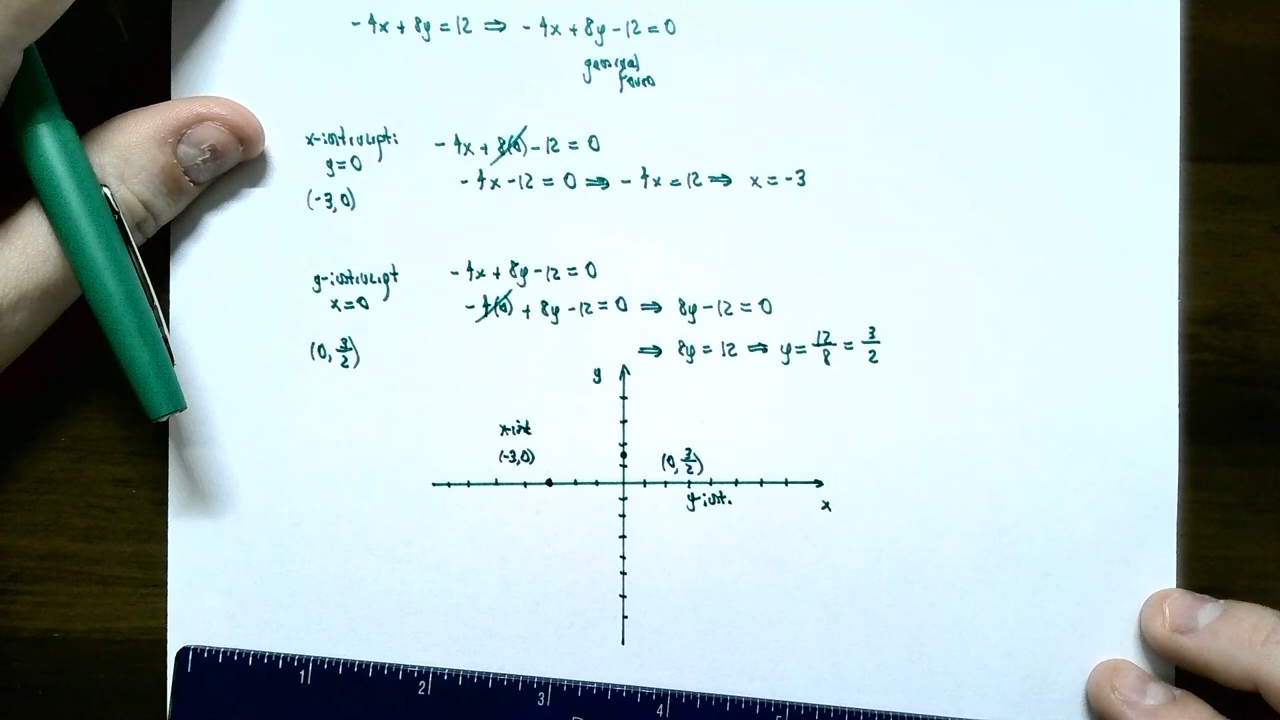 -4x + 8y = 12 ⇒ -4x + 8y - 12 = 0
general
form
x-intercept:
y=0
(-3,0)
-4x + 8(0) - 12 = 0
-4x - 12 = 0 ⇒ -4x = 12 ⇒ x = -3
y-intercept
x=0
(0, 3/2)
-4x + 8y - 12 = 0
-4(0) + 8y - 12 = 0 ⇒ 8y - 12 = 0
⇒ 8y = 12 ⇒ y = 12/8 = 3/2
y
x-int
(-3,0)
(0, 3/2)
y-int.
x
1 2 3 4